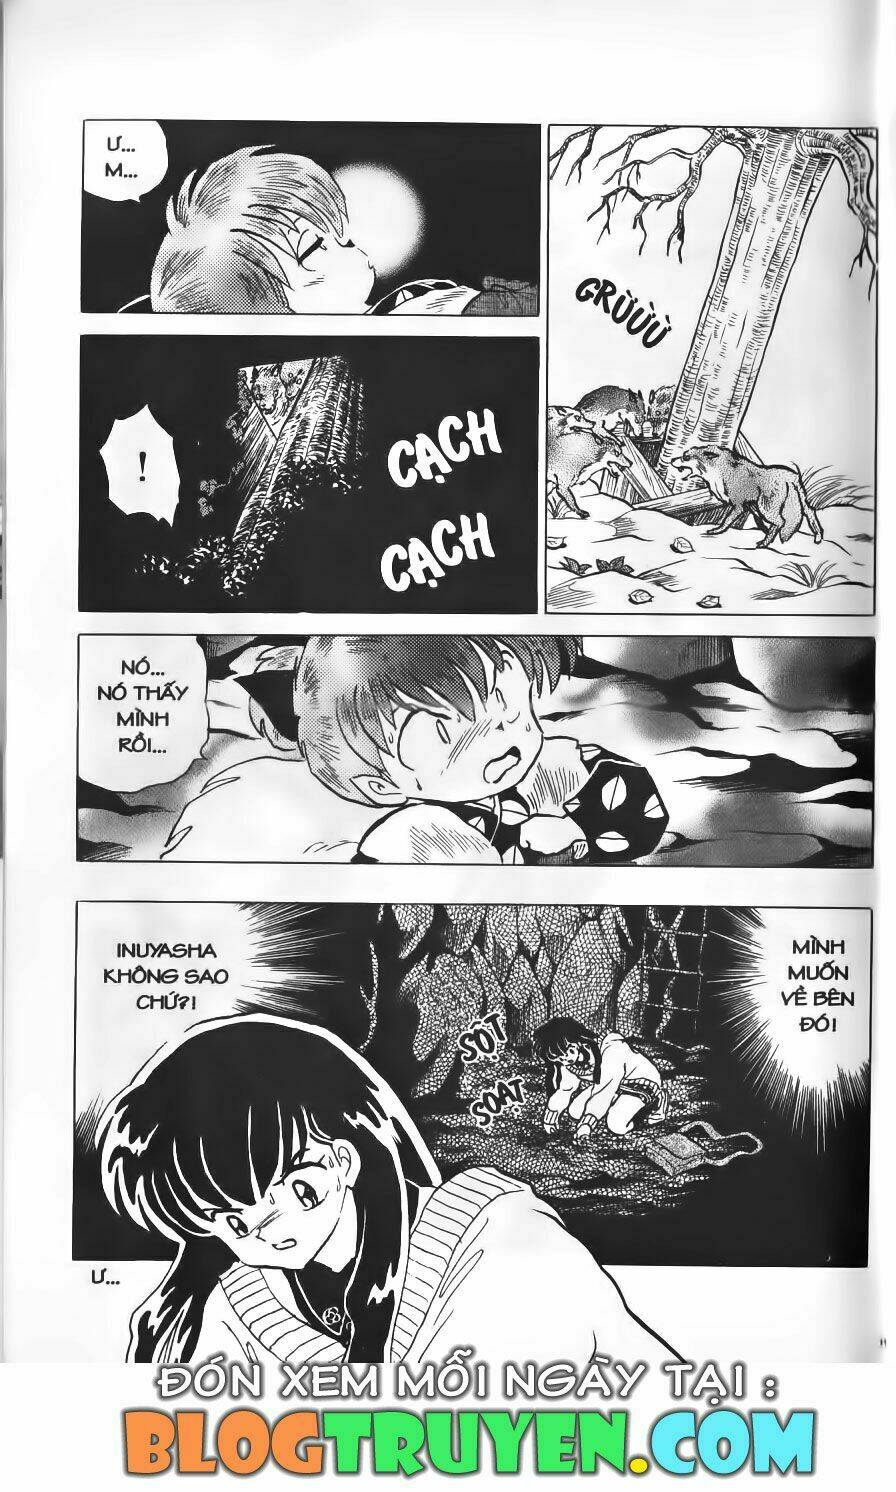 GRỪÙÙ
Ư...
M...
!
CẠCH
CẠCH
NÓ...
NÓ THẤY
MÌNH
RỒI...
MÌNH
MUỐN
VỀ BÊN
ĐÓ!
INUYASHA
KHÔNG SAO
CHỨ?!
SỘT
SOẠT
Ư...
ĐÓN XEM MỖI NGÀY TẠI :
BLOGTRUYEN.COM